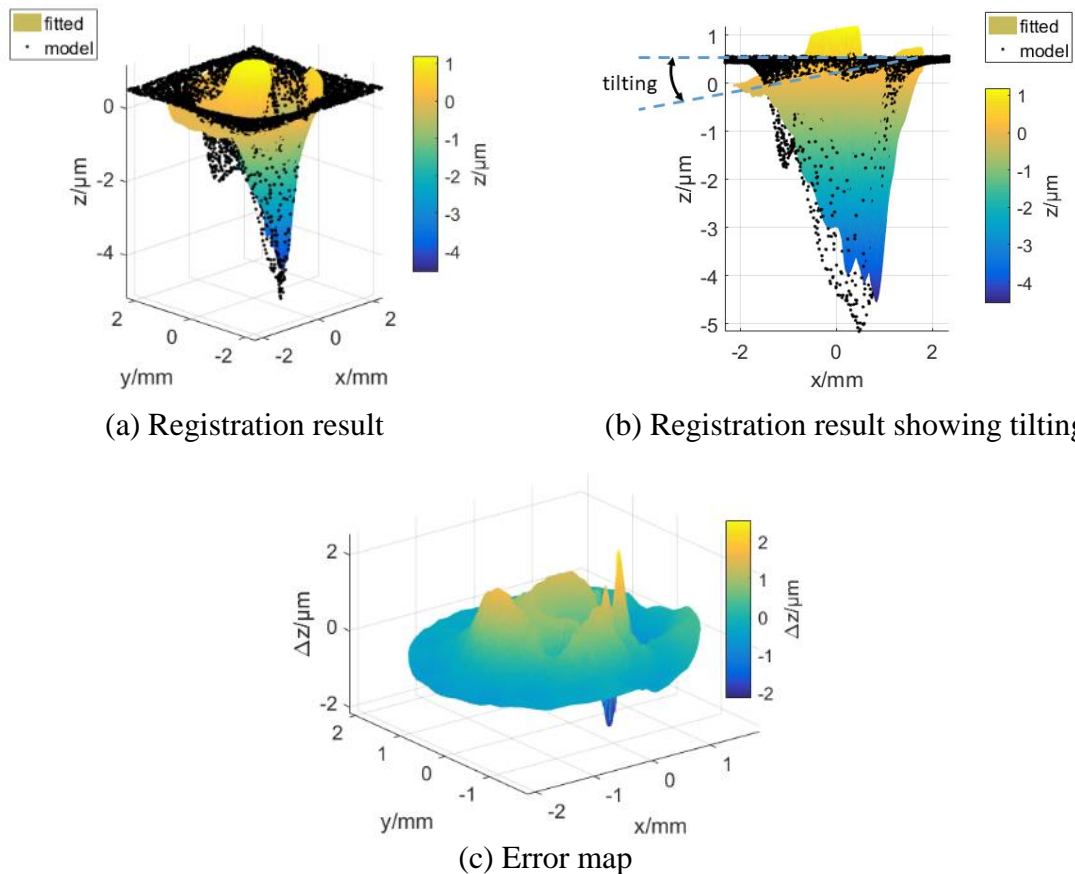 fitted
model
0
-2
-4
z/μm
2
0
-2
y/mm
-2
0
2
x/mm
1
0
-1
-2
-3
-4
z/μm
(a) Registration result
fitted
model
tilting
1
0
-1
-2
-3
-4
-5
z/μm
-2
0
2
x/mm
1
0
-1
-2
-3
-4
z/μm
(b) Registration result showing tilting
2
0
-2
Δz/μm
2
1
0
-1
y/mm
-2
-1
0
1
x/mm
2
1
0
-1
-2
Δz/μm
(c) Error map